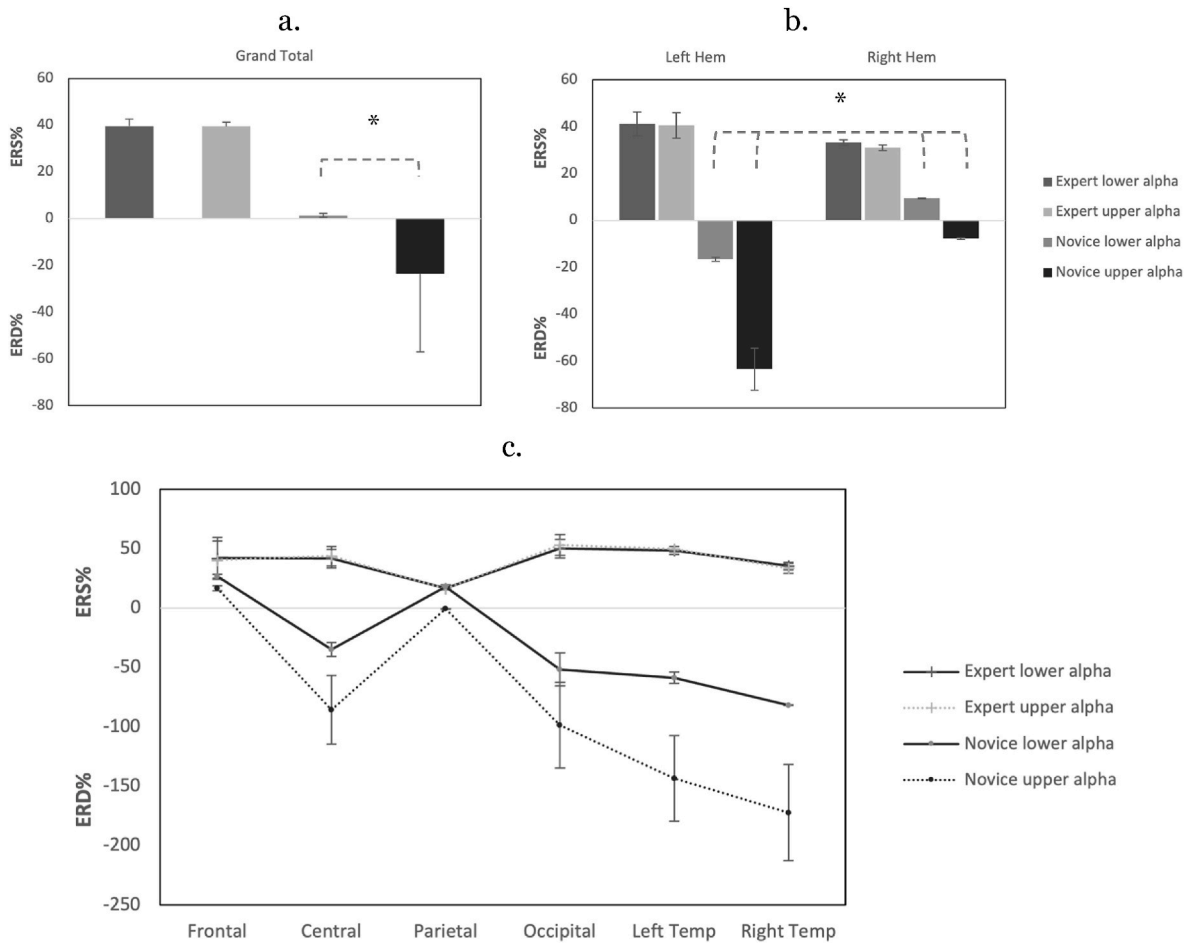 a.
Grand Total
60
40
20
0
-20
-40
-60
-80
ERS%
ERD%
*
b.
Left Hem
Right Hem
60
40
20
0
-20
-40
-60
-80
ERS%
ERD%
*
Expert lower alpha
Expert upper alpha
Novice lower alpha
Novice upper alpha
c.
100
50
0
-50
-100
-150
-200
-250
ERS%
ERD%
Frontal Central Parietal Occipital Left Temp Right Temp
Expert lower alpha
Expert upper alpha
Novice lower alpha
Novice upper alpha